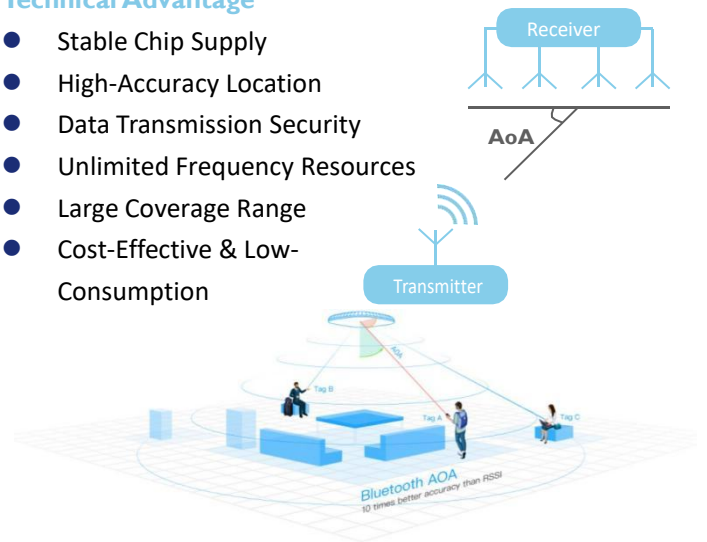 Technical Advantage
Stable Chip Supply
High-Accuracy Location
Data Transmission Security
Unlimited Frequency Resources
Large Coverage Range
Cost-Effective & Low-
Consumption
Receiver
AoA
Transmitter
AOA
Tag B
Tag A
Tag C
Bluetooth AOA
10 times better accuracy than RSSI